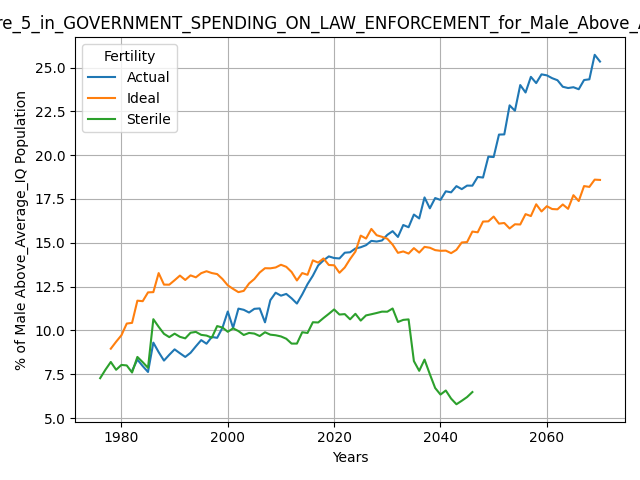 re_5_in_GOVERNMENT_SPENDING_ON_LAW_ENFORCEMENT_for_Male_Above_A
Fertility
Actual
Ideal
Sterile
% of Male Above_Average_IQ Population
25.0
22.5
20.0
17.5
15.0
12.5
10.0
7.5
5.0
1980 2000 2020 2040 2060
Years